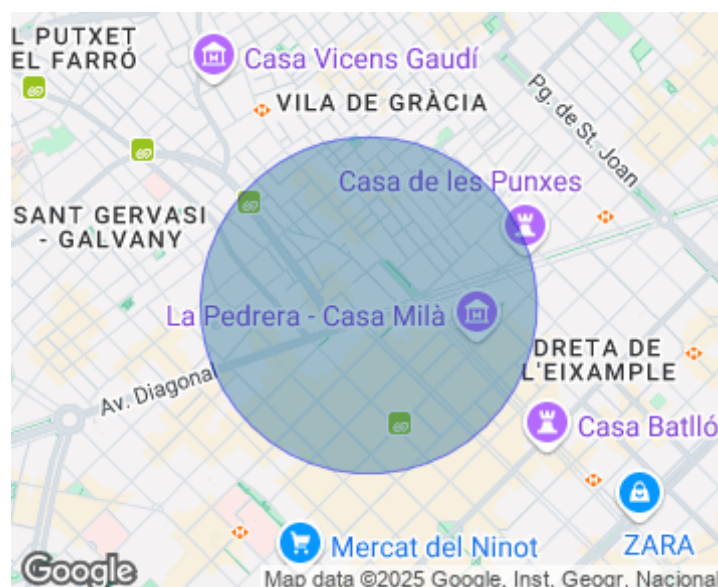 L PUTXET
EL FARRÓ
Casa Vicens Gaudí
VILA DE GRÀCIA
Pg. de St. Joan
Casa de les Punxes
SANT GERVASI
- GALVANY
La Pedrera - Casa Milà
DRETA DE
L'EIXAMPLE
Av. Diagonal
Casa Batlló
Mercat del Ninot
ZARA
Google
Map data ©2025 Google, Inst. Geogr. Nacional